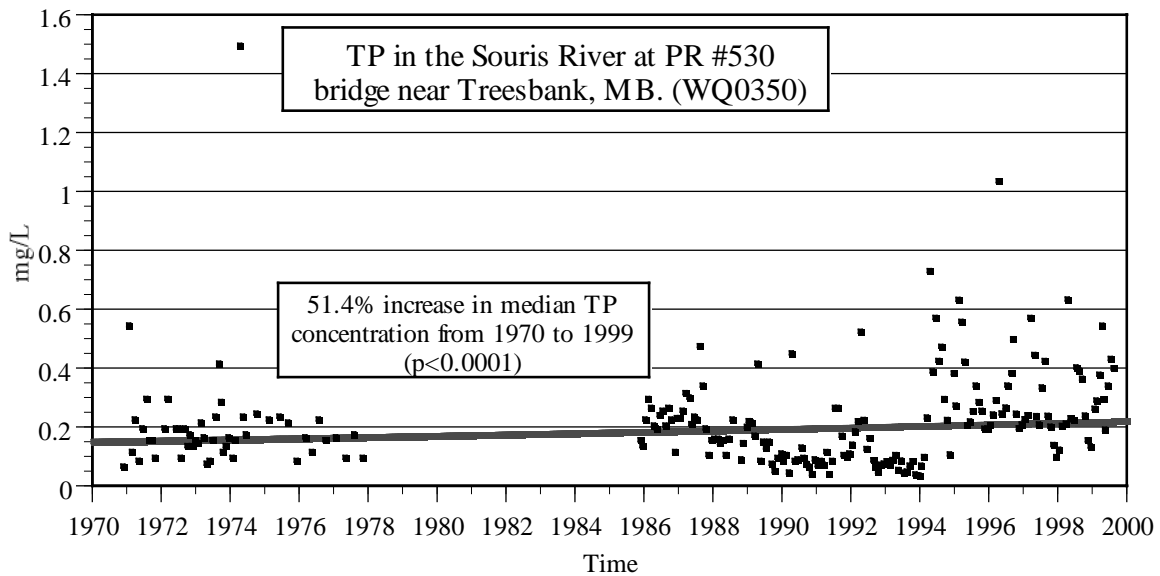 TP in the Souris River at PR #530
bridge near Treesbank, MB. (WQ0350)
51.4% increase in median TP
concentration from 1970 to 1999
(p<0.0001)
mg/L
1.6
1.4
1.2
1
0.8
0.6
0.4
0.2
0
1970 1972 1974 1976 1978 1980 1982 1984 1986 1988 1990 1992 1994 1996 1998 2000
Time